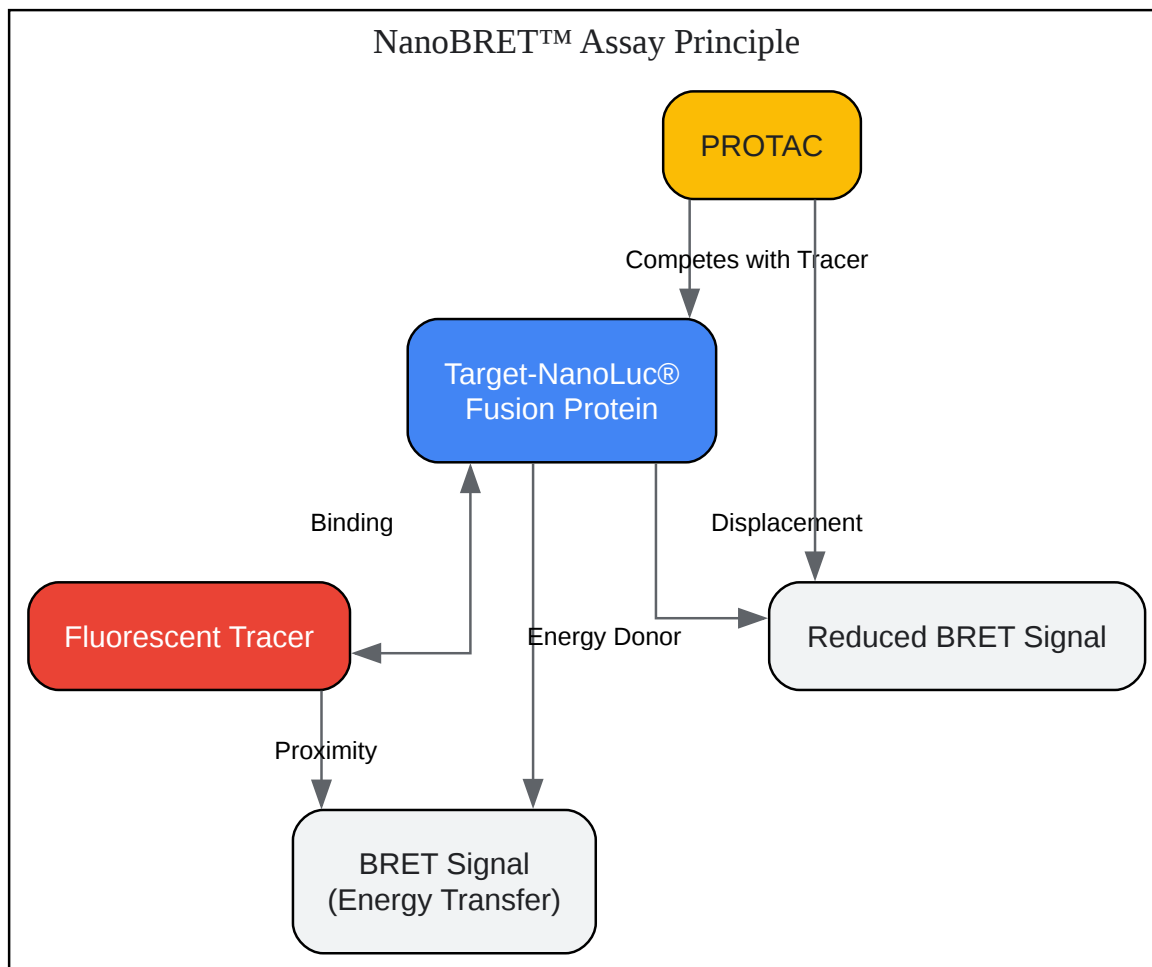 NanoBRET™ Assay Principle
PROTAC
Competes with Tracer
Target-NanoLuc®
Fusion Protein
Binding
Displacement
Fluorescent Tracer
Energy Donor
Reduced BRET Signal
Proximity
BRET Signal
(Energy Transfer)